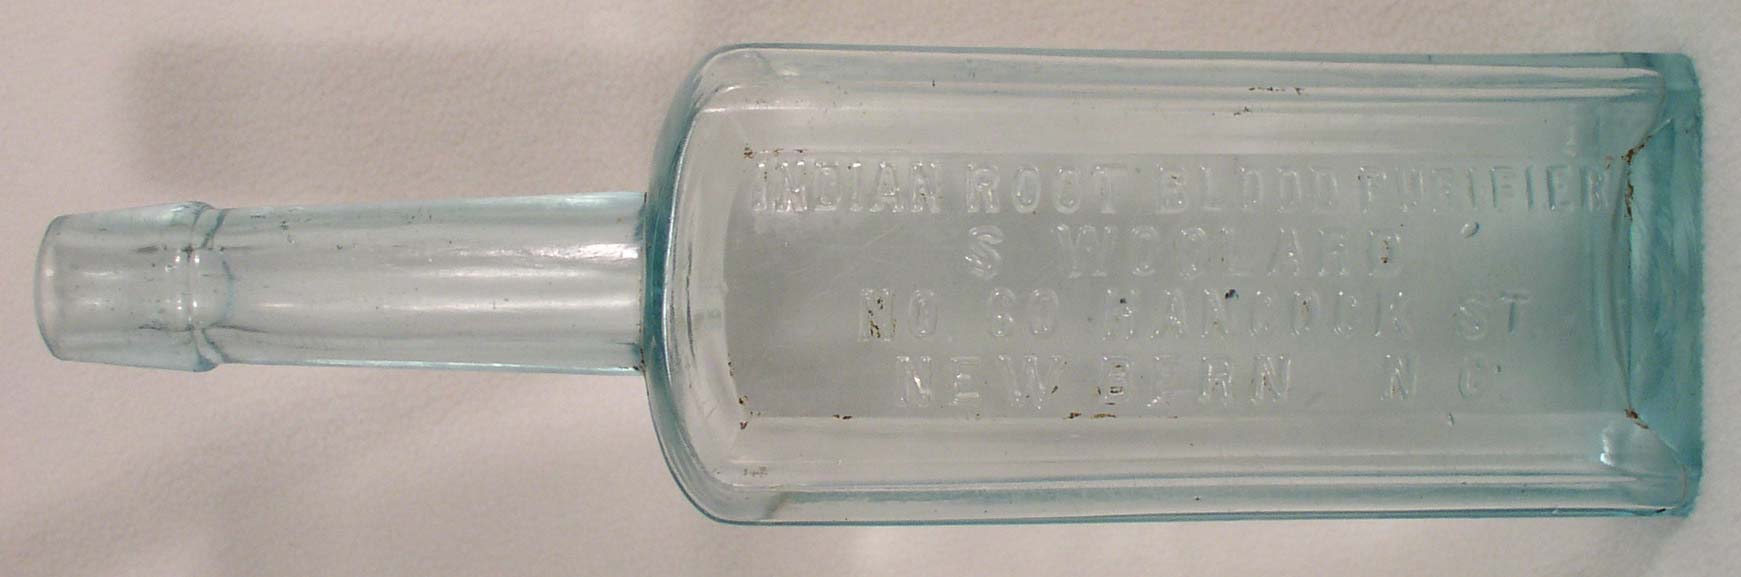 INDIAN ROOT BLOOD PURIFIER
S WOOLARD
NO. 60 HANCOCK ST.
NEW BERN N C